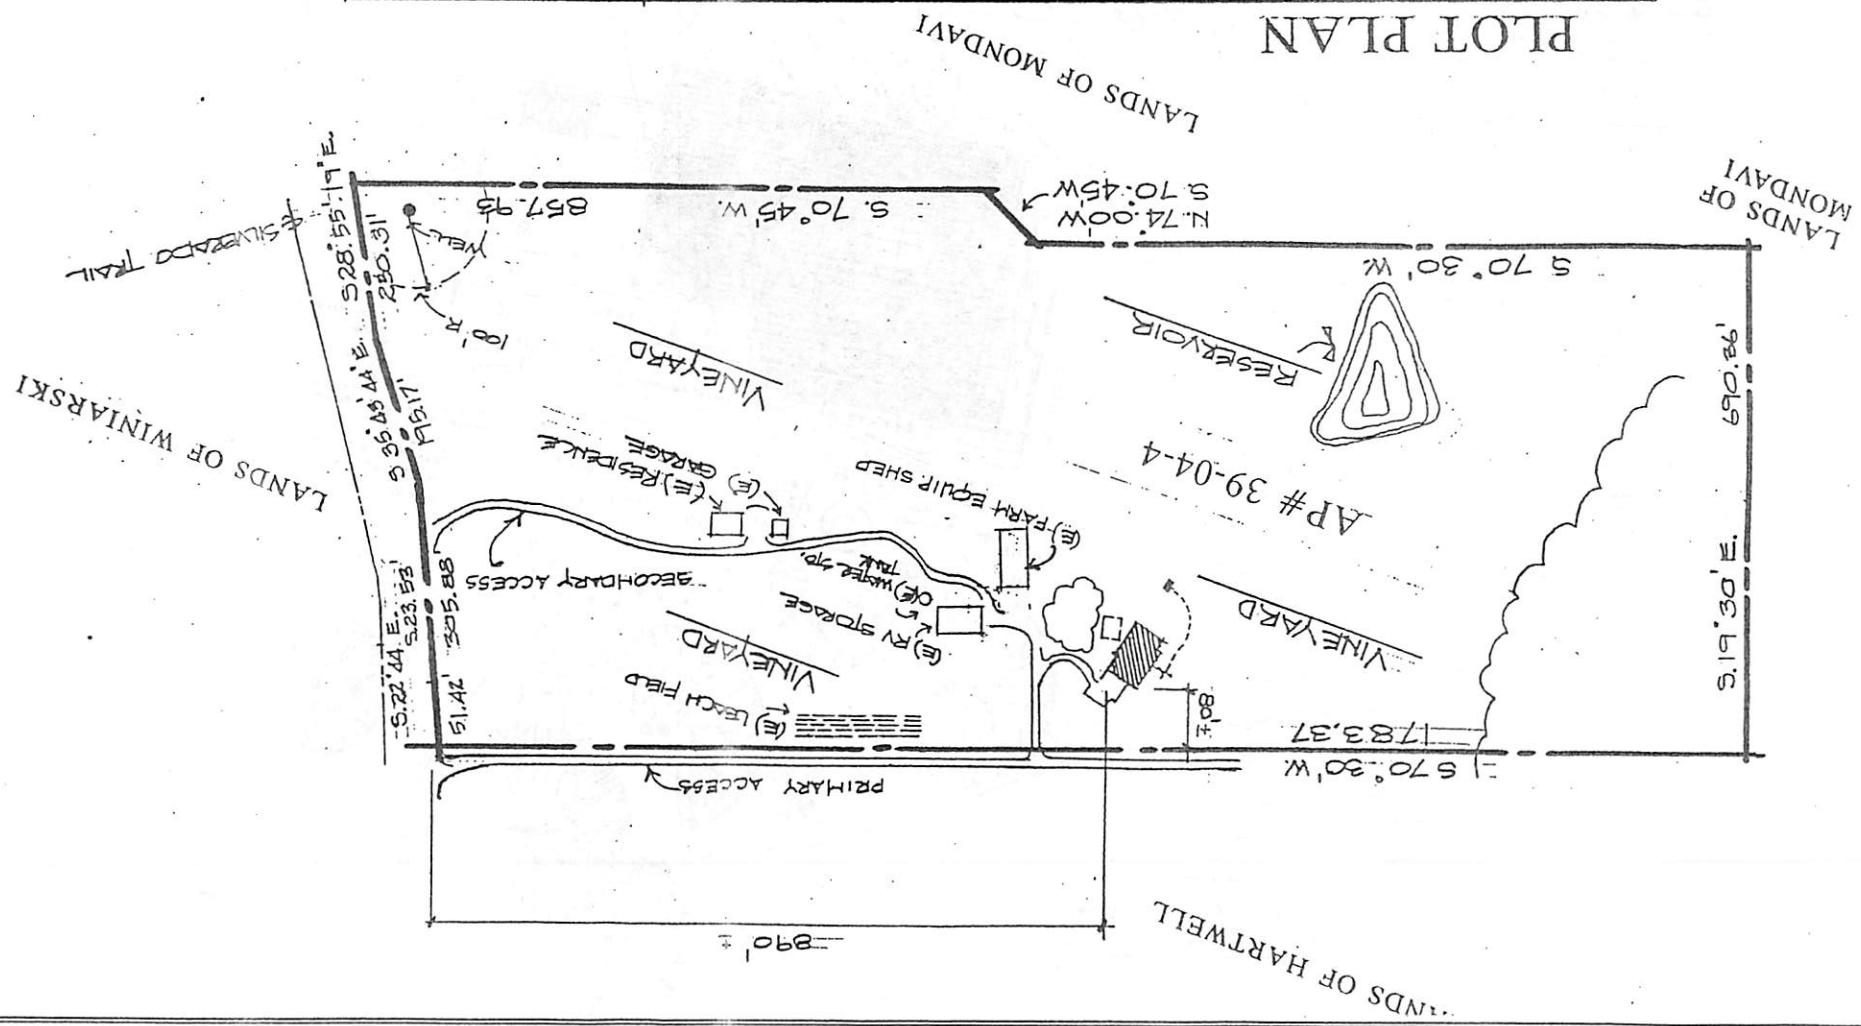 LANDS OF HARTWELL
890' ±
PRIMARY ACCESS
S 70° 30' W.
1783.37
80' ±
(E) LEACH FIELD
VINEYARD
(E) RV STORAGE
(E) WATER STO.
TANK
SECONDARY ACCESS
VINEYARD
S.19° 30' E.
690.36'
51.42'
S.22° 44' E.
305.88
S.23° 53'
(E) FARM EQUIP. SHED
(E) RESIDENCE
(E) GARAGE
AP# 39-04-4
LANDS OF WINIARSKI
S 35° 48' 44" E.
195.17'
VINEYARD
RESERVOIR
100' R
WELL
S28° 55' 19" E.
250.31'
SILVERADO TRAIL
S. 70° 30' W.
N. 74° 00' W
S. 70° 45' W
S. 70° 45' W.
857.93
LANDS OF
MONDAVI
LANDS OF MONDAVI
PLOT PLAN